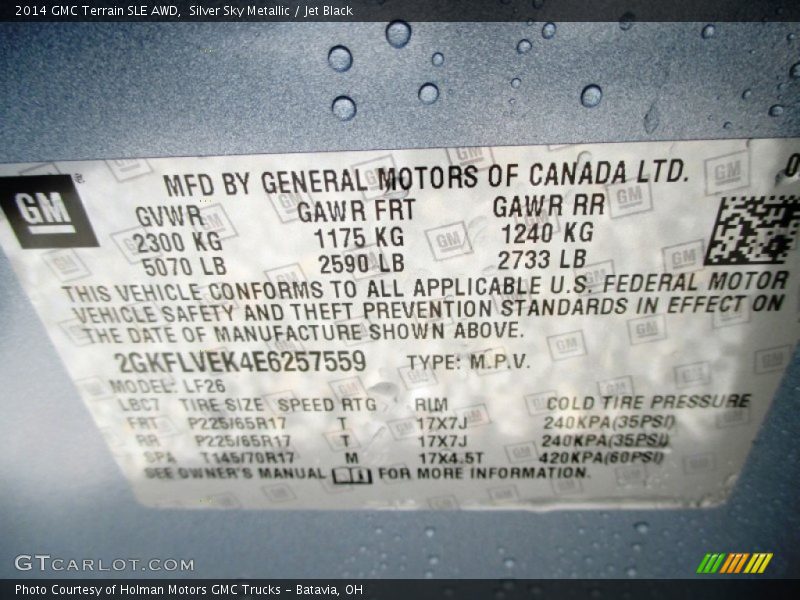 2014 GMC Terrain SLE AWD, Silver Sky Metallic / Jet Black
GM
MFD BY GENERAL MOTORS OF CANADA LTD.
GVWR GAWR FRT GAWR RR
2300 KG 1175 KG 1240 KG
5070 LB 2590 LB 2733 LB
THIS VEHICLE CONFORMS TO ALL APPLICABLE U.S. FEDERAL MOTOR
VEHICLE SAFETY AND THEFT PREVENTION STANDARDS IN EFFECT ON
THE DATE OF MANUFACTURE SHOWN ABOVE.
2GKFLVEK4E6257559 TYPE: M.P.V.
MODEL: LF26
LBC7 TIRE SIZE SPEED RTG RIM COLD TIRE PRESSURE
FRT P225/65R17 T 17X7J 240KPA(35PSI)
RR P225/65R17 T 17X7J 240KPA(35PSI)
SPA T145/70R17 M 17X4.5T 420KPA(60PSI)
SEE OWNER'S MANUAL FOR MORE INFORMATION.
GTCARLOT.COM
Photo Courtesy of Holman Motors GMC Trucks - Batavia, OH